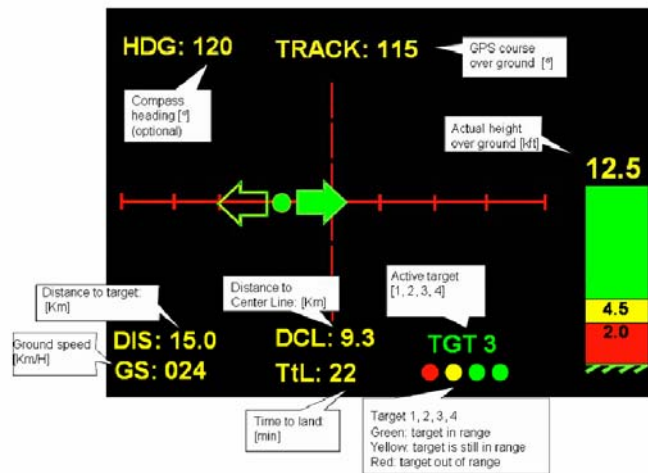 HDG: 120
TRACK: 115
GPS course
over ground [º]
Compass
heading [º]
(optional)
Actual height
over ground [kft]
12.5
Distance to target:
[Km]
Distance to
Center Line: [Km]
Active target
[1, 2, 3, 4]
4.5
2.0
Ground speed
[Km/H]
DIS: 15.0
DCL: 9.3
TGT 3
GS: 024
TtL: 22
Time to land:
[min]
Target 1, 2, 3, 4
Green: target in range
Yellow: target is still in range
Red: target out of range